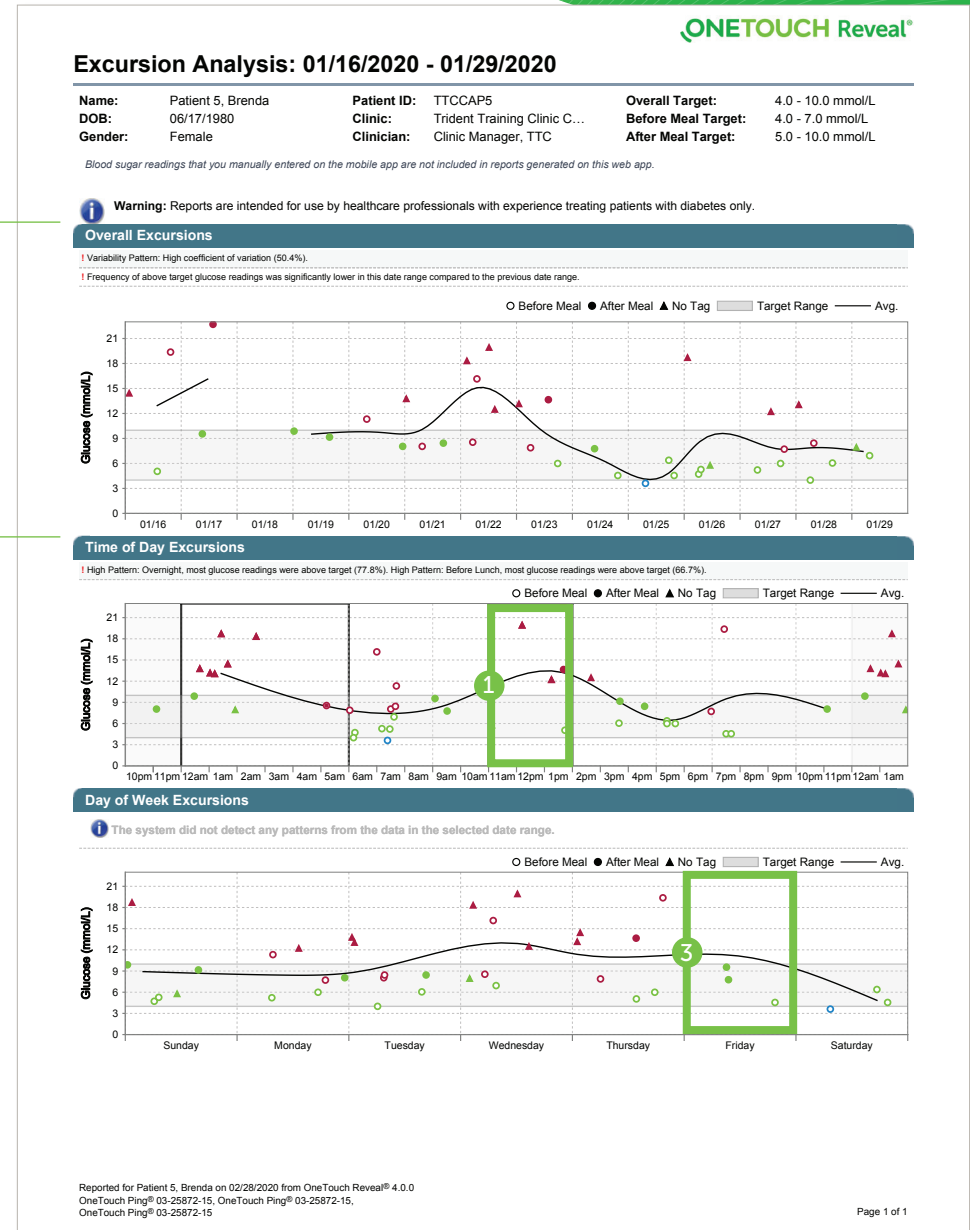 ONETOUCH Reveal®
Excursion Analysis: 01/16/2020 - 01/29/2020
Name: Patient 5, Brenda Patient ID: TTCCAP5 Overall Target: 4.0 - 10.0 mmol/L
DOB: 06/17/1980 Clinic: Trident Training Clinic C... Before Meal Target: 4.0 - 7.0 mmol/L
Gender: Female Clinician: Clinic Manager, TTC After Meal Target: 5.0 - 10.0 mmol/L
Blood sugar readings that you manually entered on the mobile app are not included in reports generated on this web app.
i Warning: Reports are intended for use by healthcare professionals with experience treating patients with diabetes only.
Overall Excursions
! Variability Pattern: High coefficient of variation (50.4%).
! Frequency of above target glucose readings was significantly lower in this date range compared to the previous date range.
Before Meal After Meal No Tag Target Range Avg.
Glucose (mmol/L)
21
18
15
12
9
6
3
0
01/16 01/17 01/18 01/19 01/20 01/21 01/22 01/23 01/24 01/25 01/26 01/27 01/28 01/29
Time of Day Excursions
! High Pattern: Overnight, most glucose readings were above target (77.8%). High Pattern: Before Lunch, most glucose readings were above target (66.7%).
Before Meal After Meal No Tag Target Range Avg.
Glucose (mmol/L)
21
18
15
12
9
6
3
0
1
10pm 11pm 12am 1am 2am 3am 4am 5am 6am 7am 8am 9am 10am 11am 12pm 1pm 2pm 3pm 4pm 5pm 6pm 7pm 8pm 9pm 10pm 11pm 12am 1am
Day of Week Excursions
i The system did not detect any patterns from the data in the selected date range.
Before Meal After Meal No Tag Target Range Avg.
Glucose (mmol/L)
21
18
15
12
9
6
3
0
3
Sunday Monday Tuesday Wednesday Thursday Friday Saturday
Reported for Patient 5, Brenda on 02/28/2020 from OneTouch Reveal® 4.0.0
OneTouch Ping® 03-25872-15, OneTouch Ping® 03-25872-15,
OneTouch Ping® 03-25872-15 Page 1 of 1